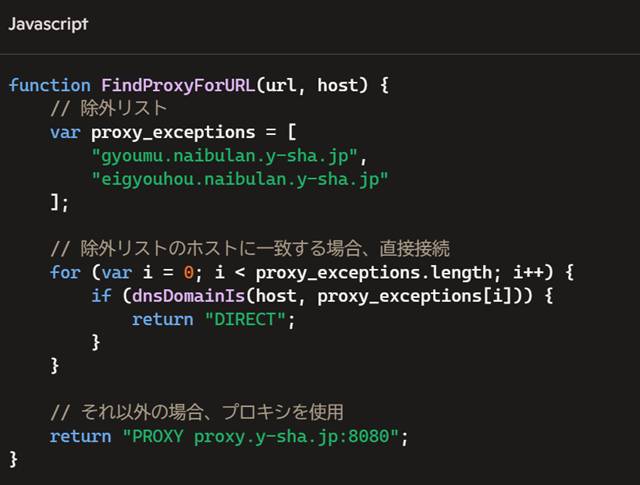 Javascript
function FindProxyForURL(url, host) {
    // 除外リスト
    var proxy_exceptions = [
        "gyoumu.naibulan.y-sha.jp",
        "eigyouhou.naibulan.y-sha.jp"
    ];
    // 除外リストのホストに一致する場合、直接接続
    for (var i = 0; i < proxy_exceptions.length; i++) {
        if (dnsDomainIs(host, proxy_exceptions[i])) {
            return "DIRECT";
        }
    }
    // それ以外の場合、プロキシを使用
    return "PROXY proxy.y-sha.jp:8080";
}